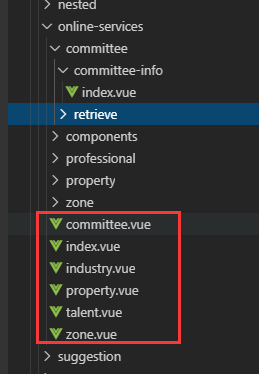 nested
online-services
committee
committee-info
index.vue
retrieve
components
professional
property
zone
committee.vue
index.vue
industry.vue
property.vue
talent.vue
zone.vue
suggestion